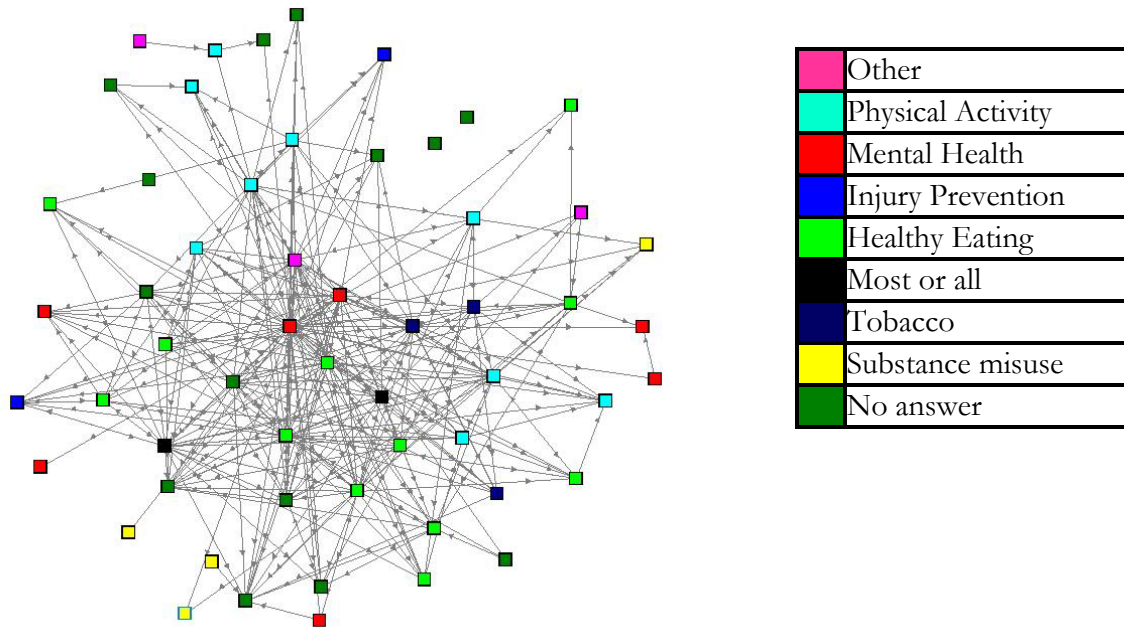 Other
Physical Activity
Mental Health
Injury Prevention
Healthy Eating
Most or all
Tobacco
Substance misuse
No answer